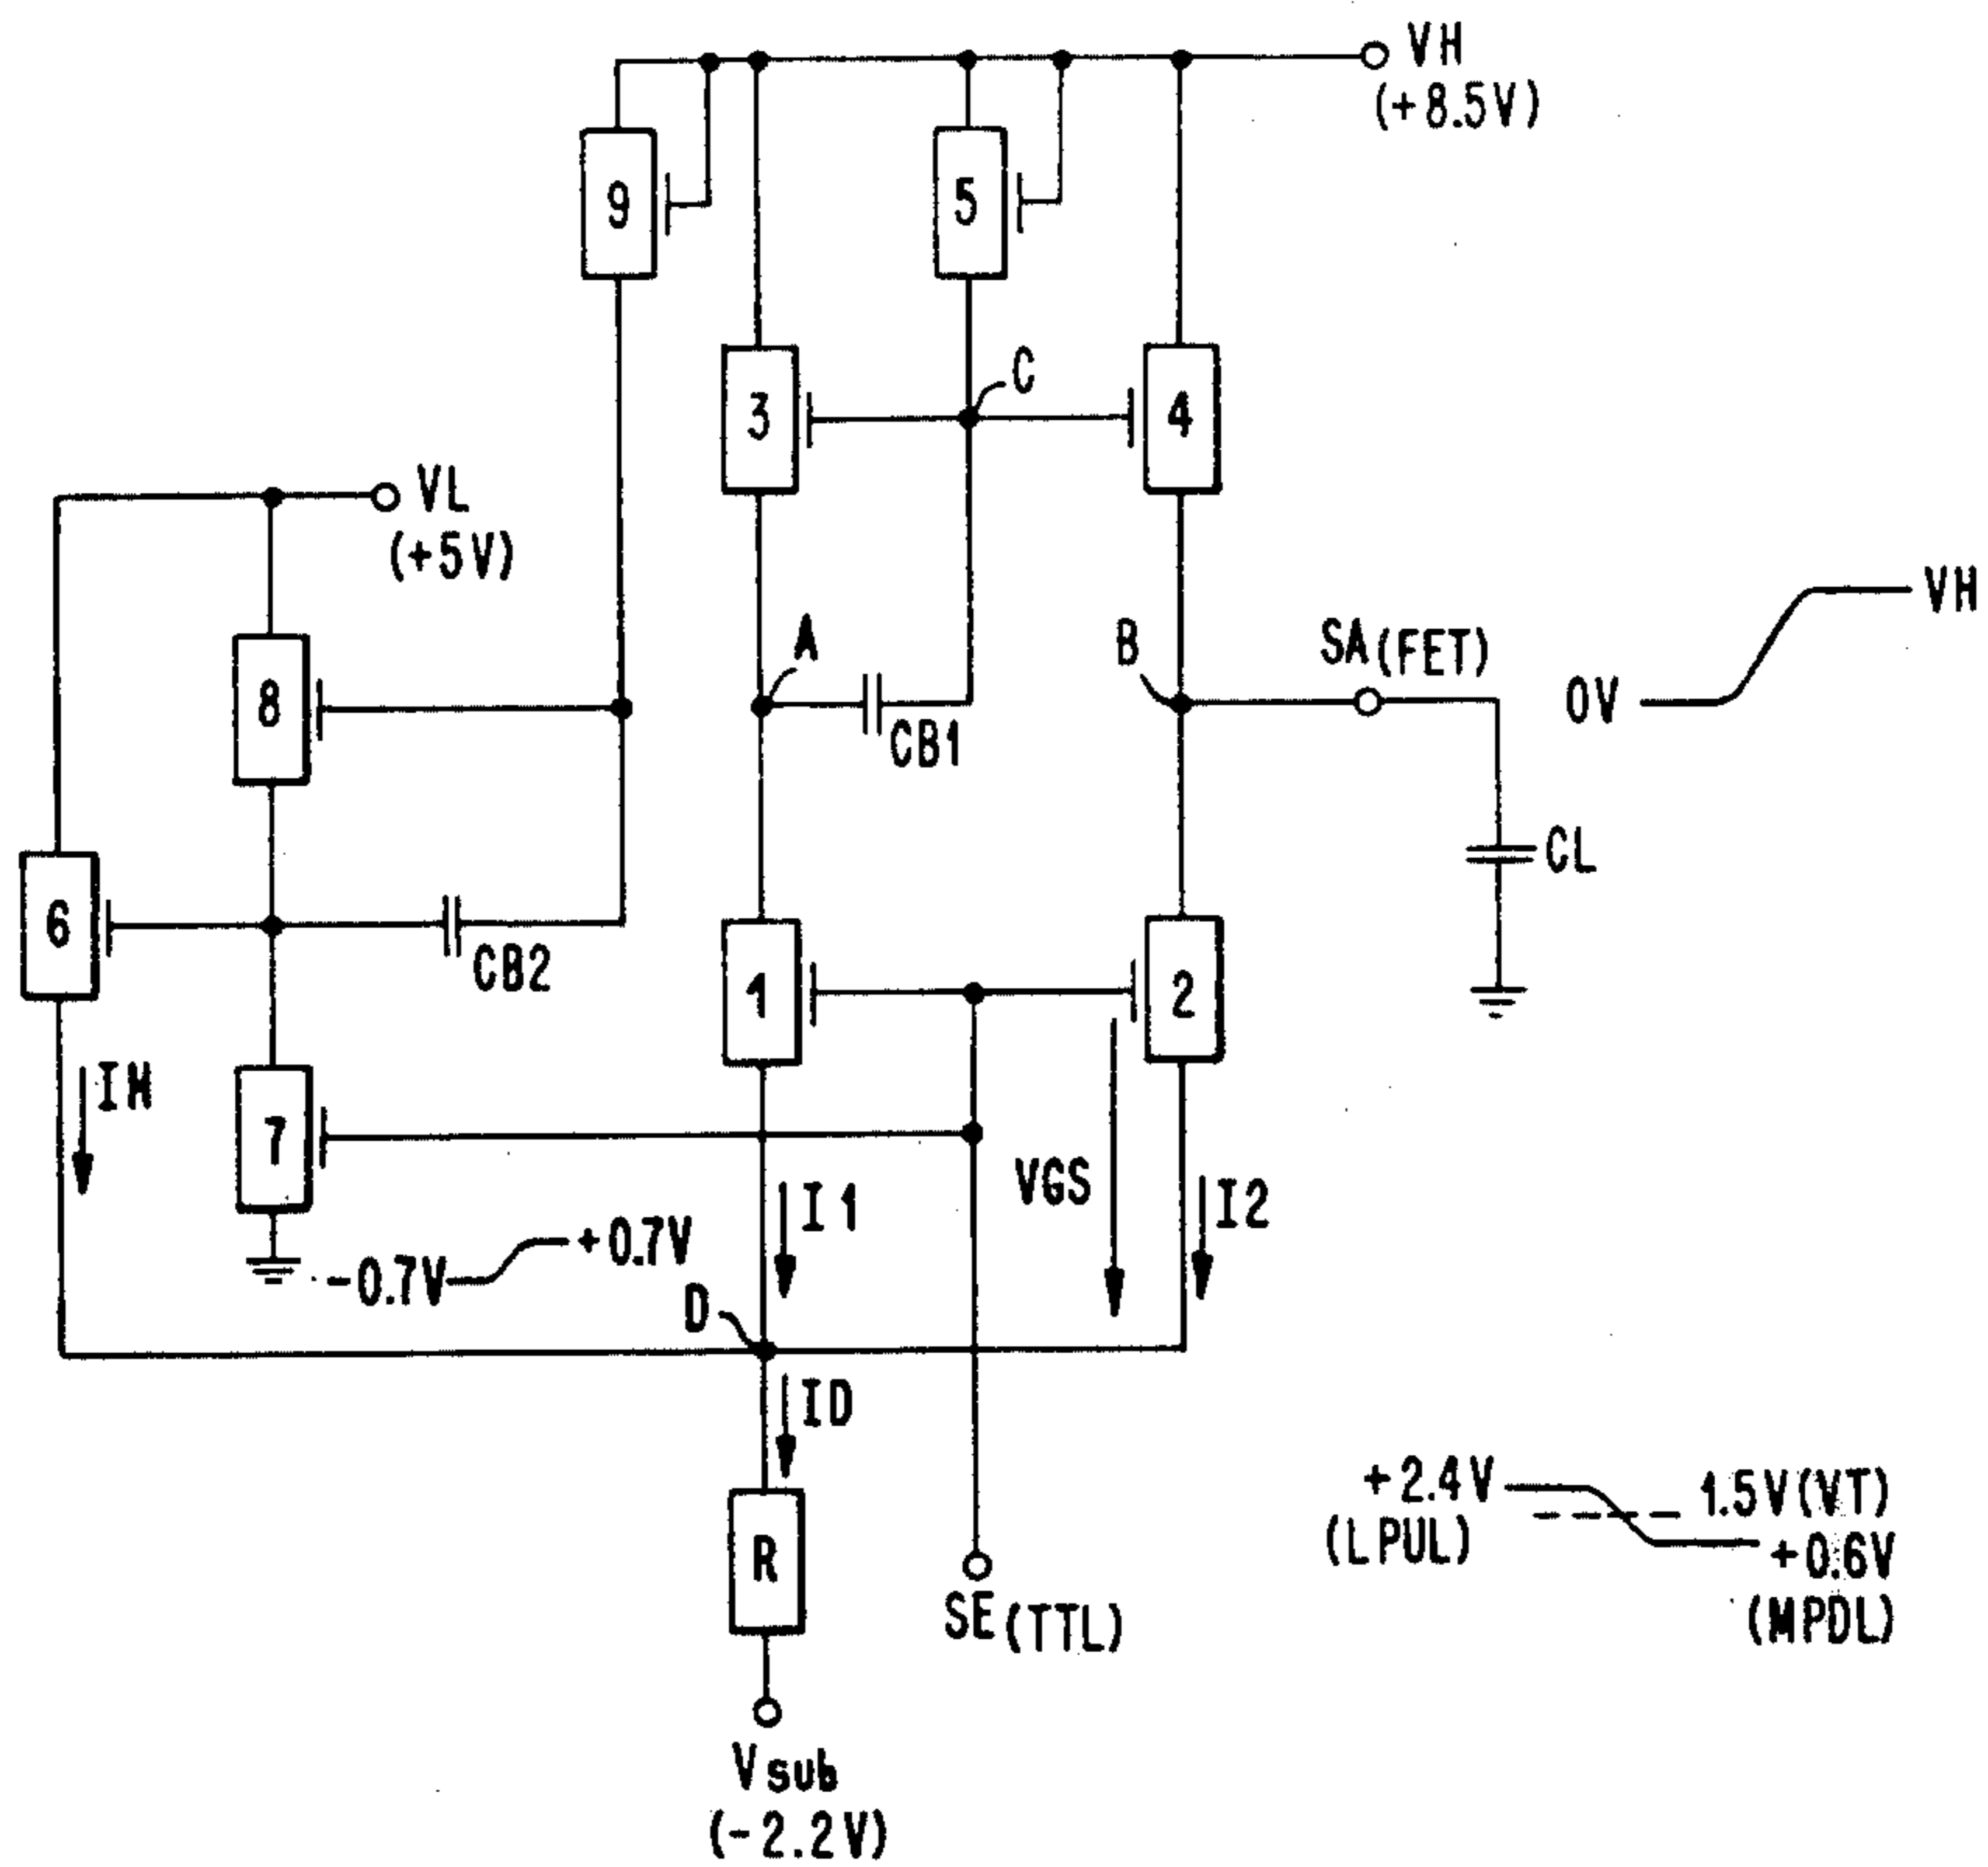 VH
(+8.5V)
9
5
3
C
4
VL
(+5V)
VH
A
B
SA(FET)
0V
8
CB1
CL
6
CB2
1
2
IH
7
VGS
I1
I2
-0.7V
+0.7V
D
ID
+2.4V
(LPUL)
1.5V(VT)
+0.6V
(MPDL)
R
SE(TTL)
Vsub
(-2.2V)